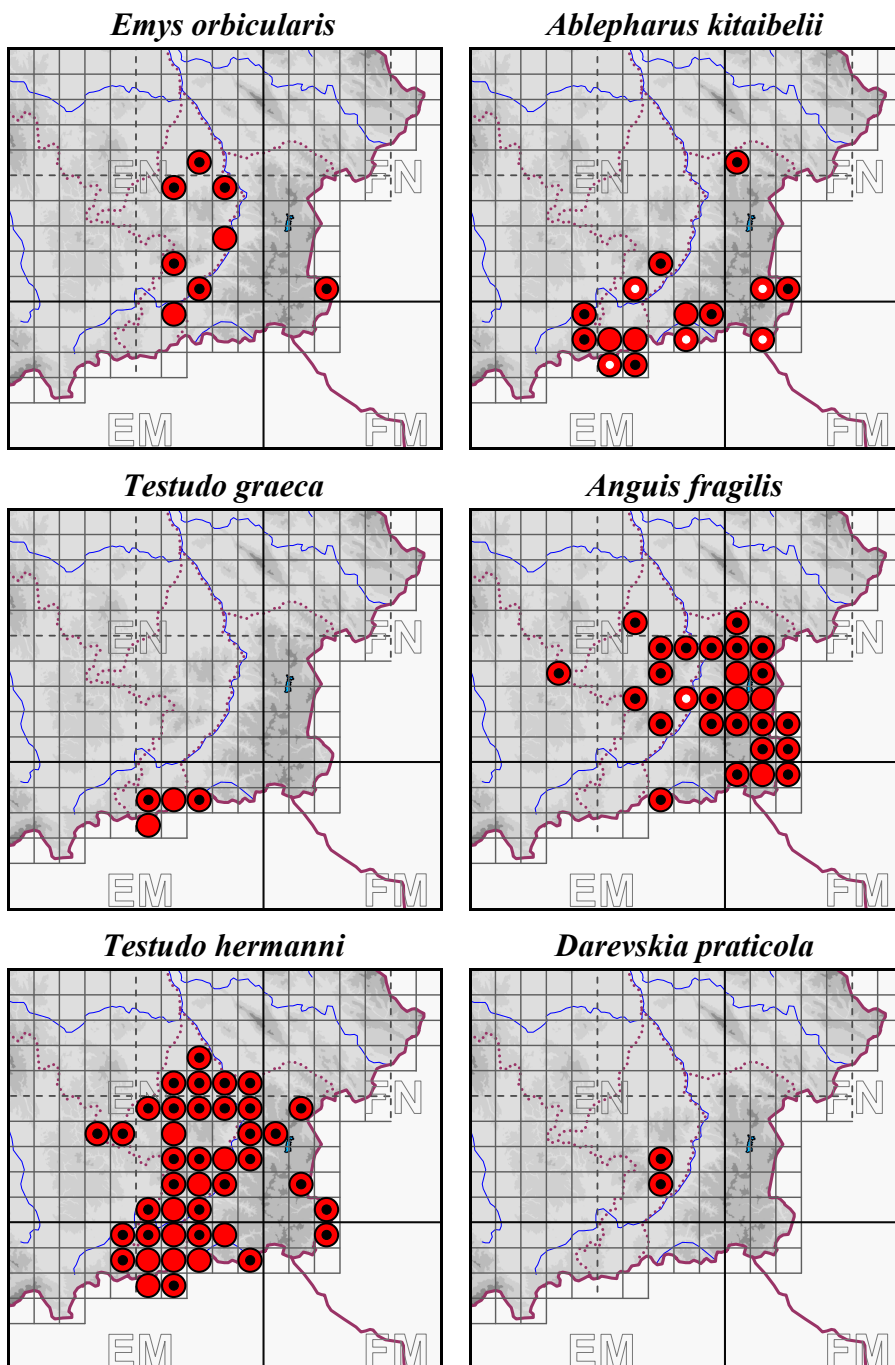 Emys orbicularis
Ablepharus kitaibelii
EN
FN
EM
FM
EN
FN
EM
FM
Testudo graeca
Anguis fragilis
EN
FN
EM
FM
EN
FN
EM
FM
Testudo hermanni
Darevskia praticola
EN
FN
EM
FM
EN
FN
EM
FM